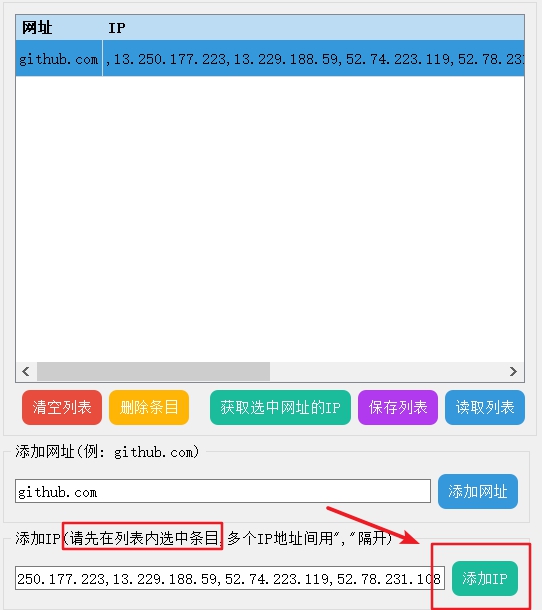 网址 IP
github.com ,13.250.177.223,13.229.188.59,52.74.223.119,52.78.231
清空列表 删除条目 获取选中网址的IP 保存列表 读取列表
添加网址(例: github.com)
github.com 添加网址
添加IP(请先在列表内选中条目,多个IP地址间用","隔开)
250.177.223,13.229.188.59,52.74.223.119,52.78.231.108 添加IP